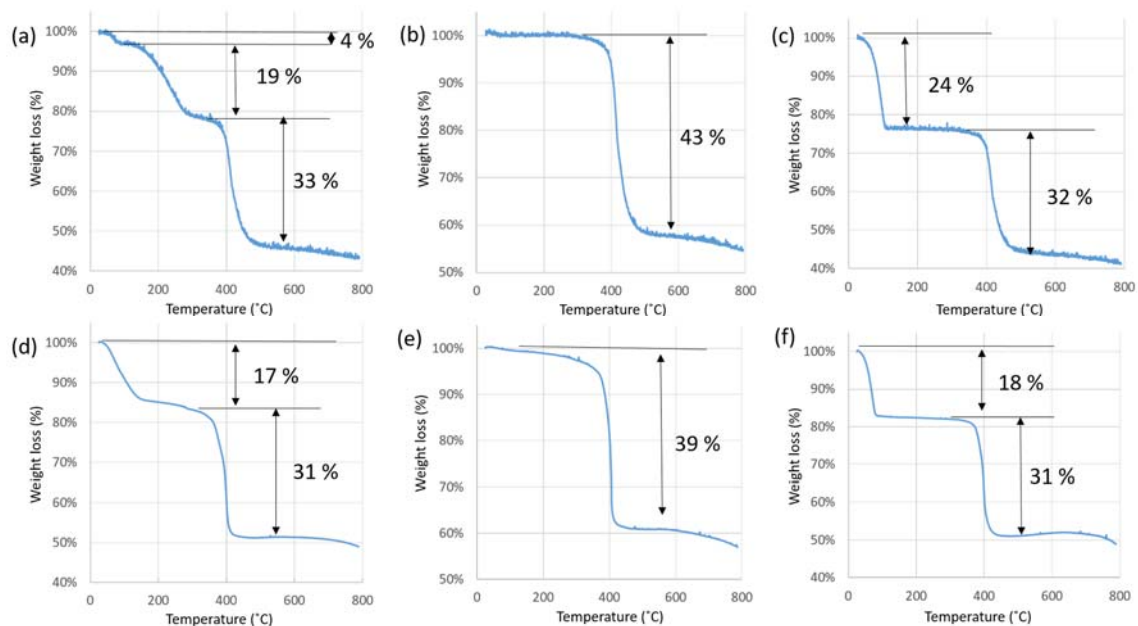 (a)
100%
90%
80%
70%
60%
50%
40%
Weight loss (%)
4 %
19 %
33 %
0 200 400 600 800
Temperature (˚C)
(b)
100%
90%
80%
70%
60%
50%
Weight loss (%)
43 %
0 200 400 600 800
Temperature (˚C)
(c)
100%
90%
80%
70%
60%
50%
40%
Weight loss (%)
24 %
32 %
0 200 400 600 800
Temperature (˚C)
(d)
100%
90%
80%
70%
60%
50%
40%
Weight loss (%)
17 %
31 %
0 200 400 600 800
Temperature (˚C)
(e)
100%
90%
80%
70%
60%
50%
Weight loss (%)
39 %
0 200 400 600 800
Temperature (˚C)
(f)
100%
90%
80%
70%
60%
50%
40%
Weight loss (%)
18 %
31 %
0 200 400 600 800
Temperature (˚C)